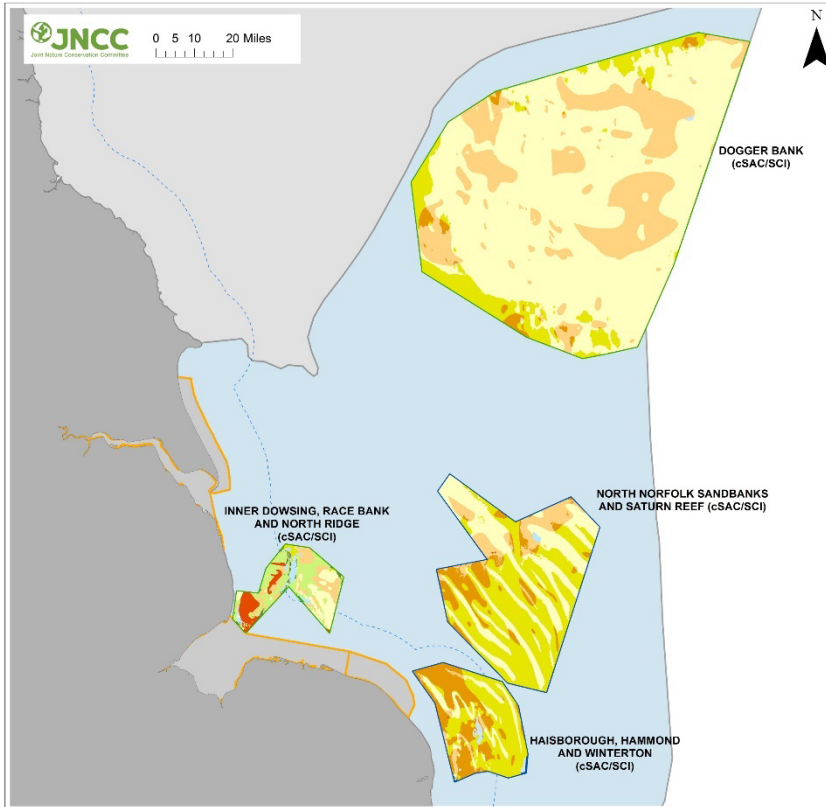 JNCC
Joint Nature Conservation Committee
0 5 10 20 Miles
N
DOGGER BANK
(cSAC/SCI)
NORTH NORFOLK SANDBANKS
AND SATURN REEF (cSAC/SCI)
INNER DOWSING, RACE BANK
AND NORTH RIDGE
(cSAC/SCI)
HAISBOROUGH, HAMMOND
AND WINTERTON
(cSAC/SCI)